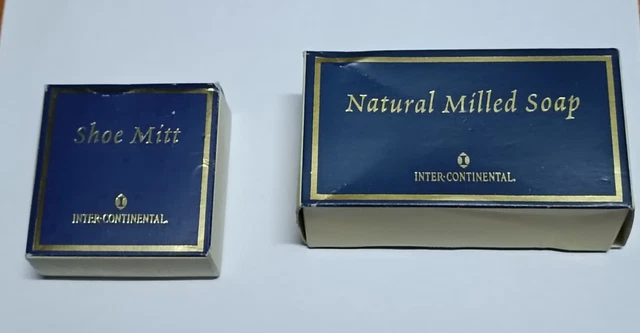 Shoe Mitt
INTER·CONTINENTAL.
Natural Milled Soap
INTER·CONTINENTAL.